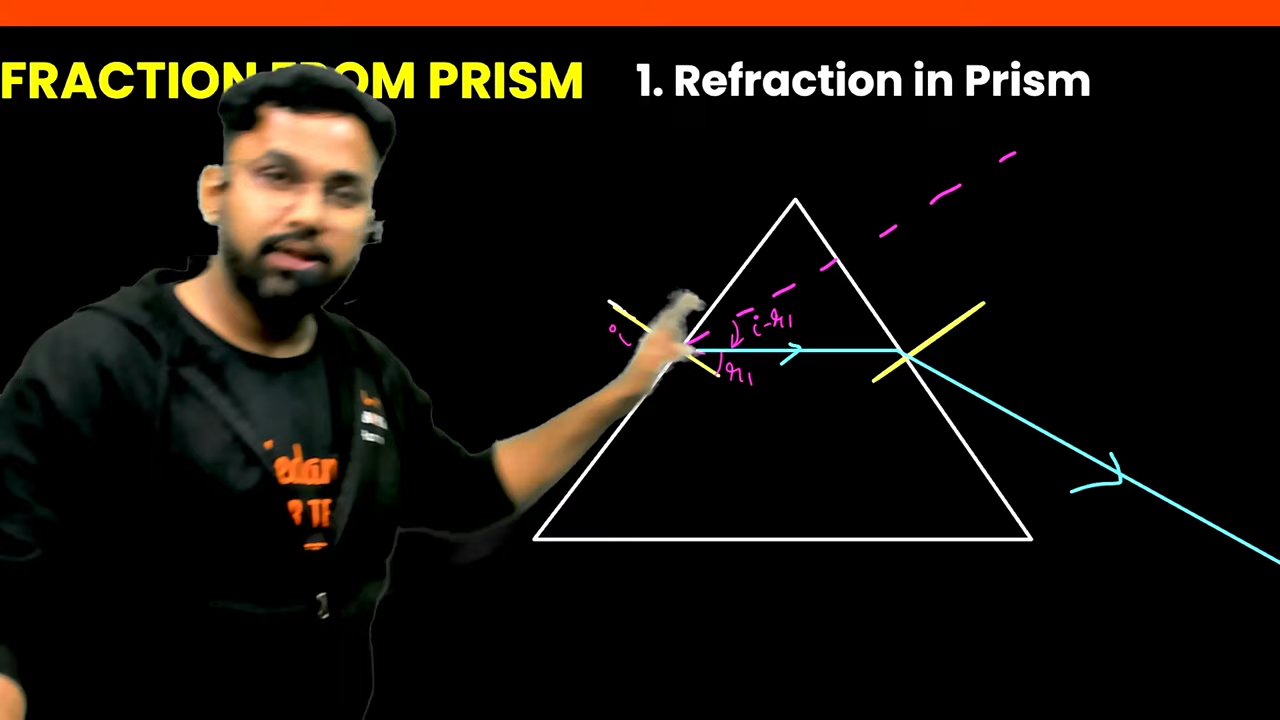 FRACTION FROM PRISM
1. Refraction in Prism
i
i-r₁
r₁